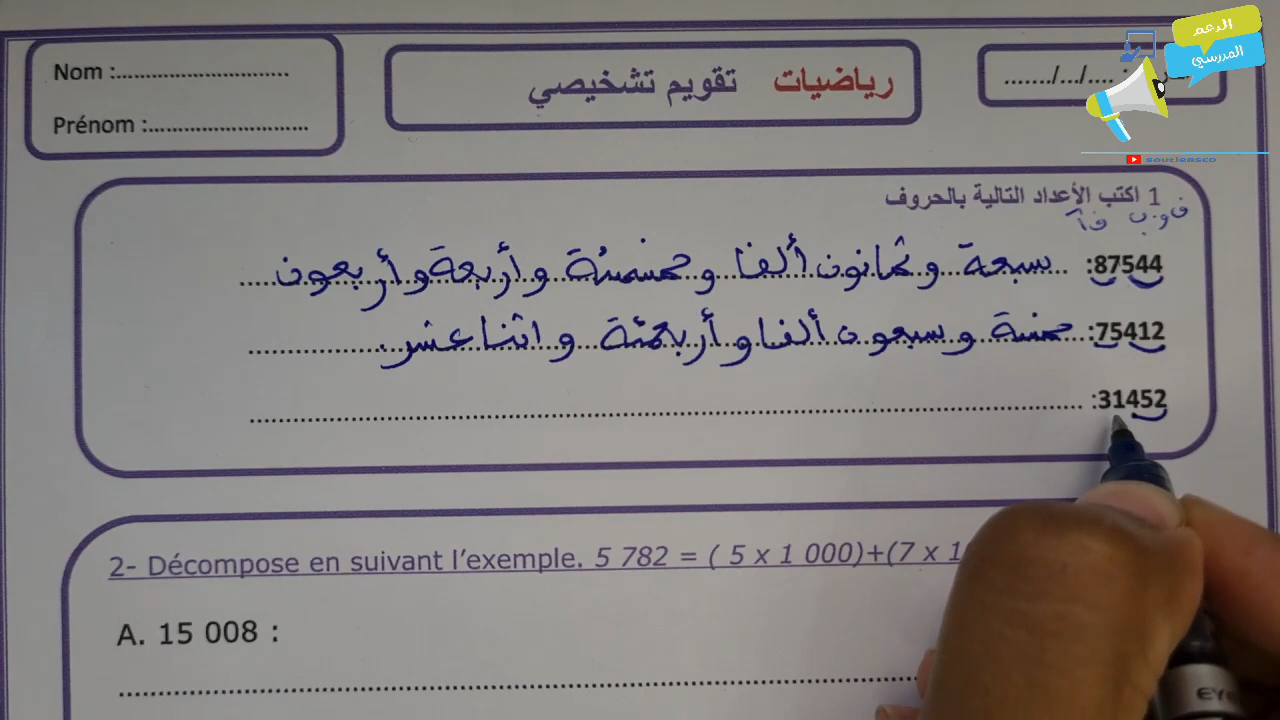 Nom :..............................
Prénom :............................
رياضيات تقويم تشخيصي
......./.../....
الدعم
المدرسي
soutiensco
1 اكتب الأعداد التالية بالحروف
87544: سبعة وثمانون ألفا وخمسمئة وأربعة وأربعون
75412: خمسة وسبعون ألفا وأربعمئة واثنا عشر
31452: ..............................
2- Décompose en suivant l'exemple. 5 782 = ( 5 x 1 000)+(7 x 1
A. 15 008 :